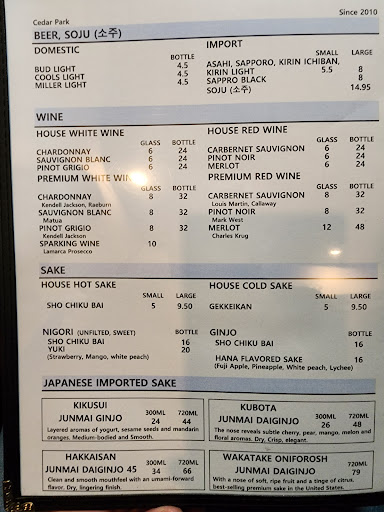 Cedar Park
Since 2010
BEER, SOJU (소주)
DOMESTIC
BOTTLE
BUD LIGHT 4.5
COOLS LIGHT 4.5
MILLER LIGHT 4.5
IMPORT
SMALL LARGE
ASAHI, SAPPORO, KIRIN ICHIBAN,
KIRIN LIGHT 5.5 8
SAPPRO BLACK 8
SOJU (소주) 14.95
WINE
HOUSE WHITE WINE
GLASS BOTTLE
CHARDONNAY 6 24
SAUVIGNON BLANC 6 24
PINOT GRIGIO 6 24
PREMIUM WHITE WINE
GLASS BOTTLE
CHARDONNAY 8 32
Kendell Jackson, Raeburn
SAUVIGNON BLANC 8 32
Matua
PINOT GRIGIO 8 32
Kendell Jackson
SPARKING WINE 10
Lamarca Prosecco
HOUSE RED WINE
GLASS BOTTLE
CARBERNET SAUVIGNON 6 24
PINOT NOIR 6 24
MERLOT 6 24
PREMIUM RED WINE
GLASS BOTTLE
CARBERNET SAUVIGNON 8 32
Louis Martin, Callaway
PINOT NOIR 8 32
Mark West
MERLOT 12 48
Charles Krug
SAKE
HOUSE HOT SAKE
SMALL LARGE
SHO CHIKU BAI 5 9.50
HOUSE COLD SAKE
SMALL LARGE
GEKKEIKAN 5 9.50
NIGORI (UNFILTED, SWEET) BOTTLE
SHO CHIKU BAI 16
YUKI 20
(Strawberry, Mango, white peach)
GINJO BOTTLE
SHO CHIKU BAI 16
HANA FLAVORED SAKE 16
(Fuji Apple, Pineapple, White peach, Lychee)
JAPANESE IMPORTED SAKE
KIKUSUI 300ML 720ML
JUNMAI GINJO 24 44
Layered aromas of yogurt, sesame seeds and mandarin
oranges. Medium-bodied and Smooth.
KUBOTA 300ML 720ML
JUNMAI DAIGINJO 26 48
The nose reveals subtle cherry, pear, mango, melon and
floral aromas. Dry, Crisp, elegant.
HAKKAISAN 300ML 720ML
JUNMAI DAIGINJO 45 34 66
Clean and smooth mouthfeel with an umami-forward
flavor. Dry, lingering finish.
WAKATAKE ONIFOROSH
720ML
JUNMAI DAIGINJO 79
With a nose of soft, ripe fruit and a tinge of citrus.
best-selling premium sake in the United States.